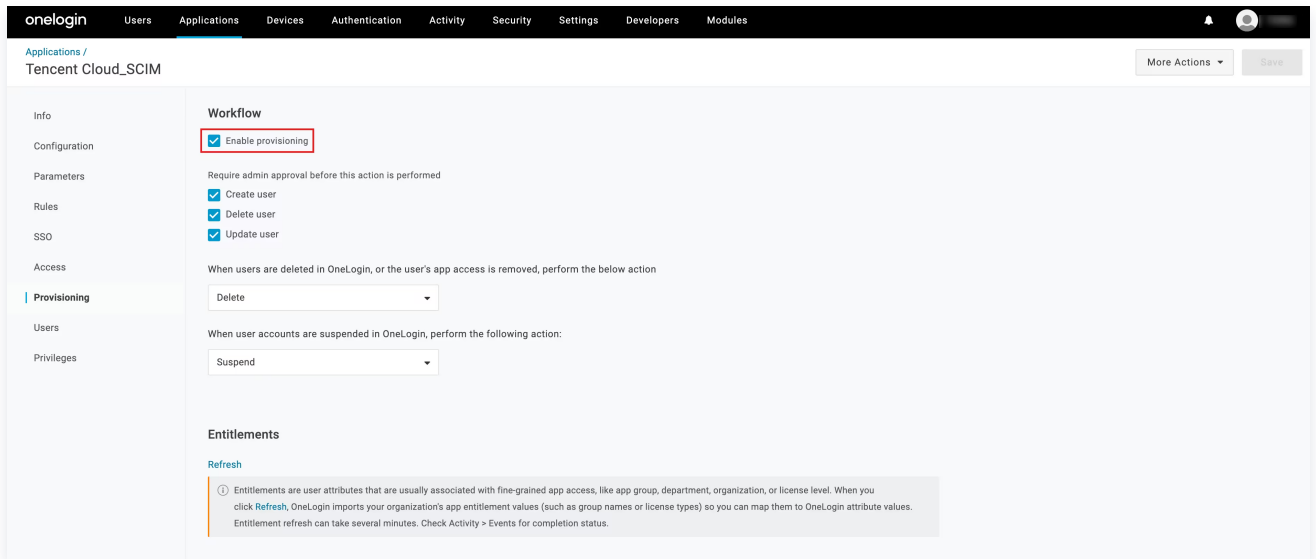 onelogin Users Applications Devices Authentication Activity Security Settings Developers Modules
Applications /
Tencent Cloud_SCIM
More Actions
Save
Info
Configuration
Parameters
Rules
SSO
Access
Provisioning
Users
Privileges
Workflow
Enable provisioning
Require admin approval before this action is performed
Create user
Delete user
Update user
When users are deleted in OneLogin, or the user's app access is removed, perform the below action
Delete
When user accounts are suspended in OneLogin, perform the following action:
Suspend
Entitlements
Refresh
Entitlements are user attributes that are usually associated with fine-grained app access, like app group, department, organization, or license level. When you
click Refresh, OneLogin imports your organization's app entitlement values (such as group names or license types) so you can map them to OneLogin attribute values.
Entitlement refresh can take several minutes. Check Activity > Events for completion status.